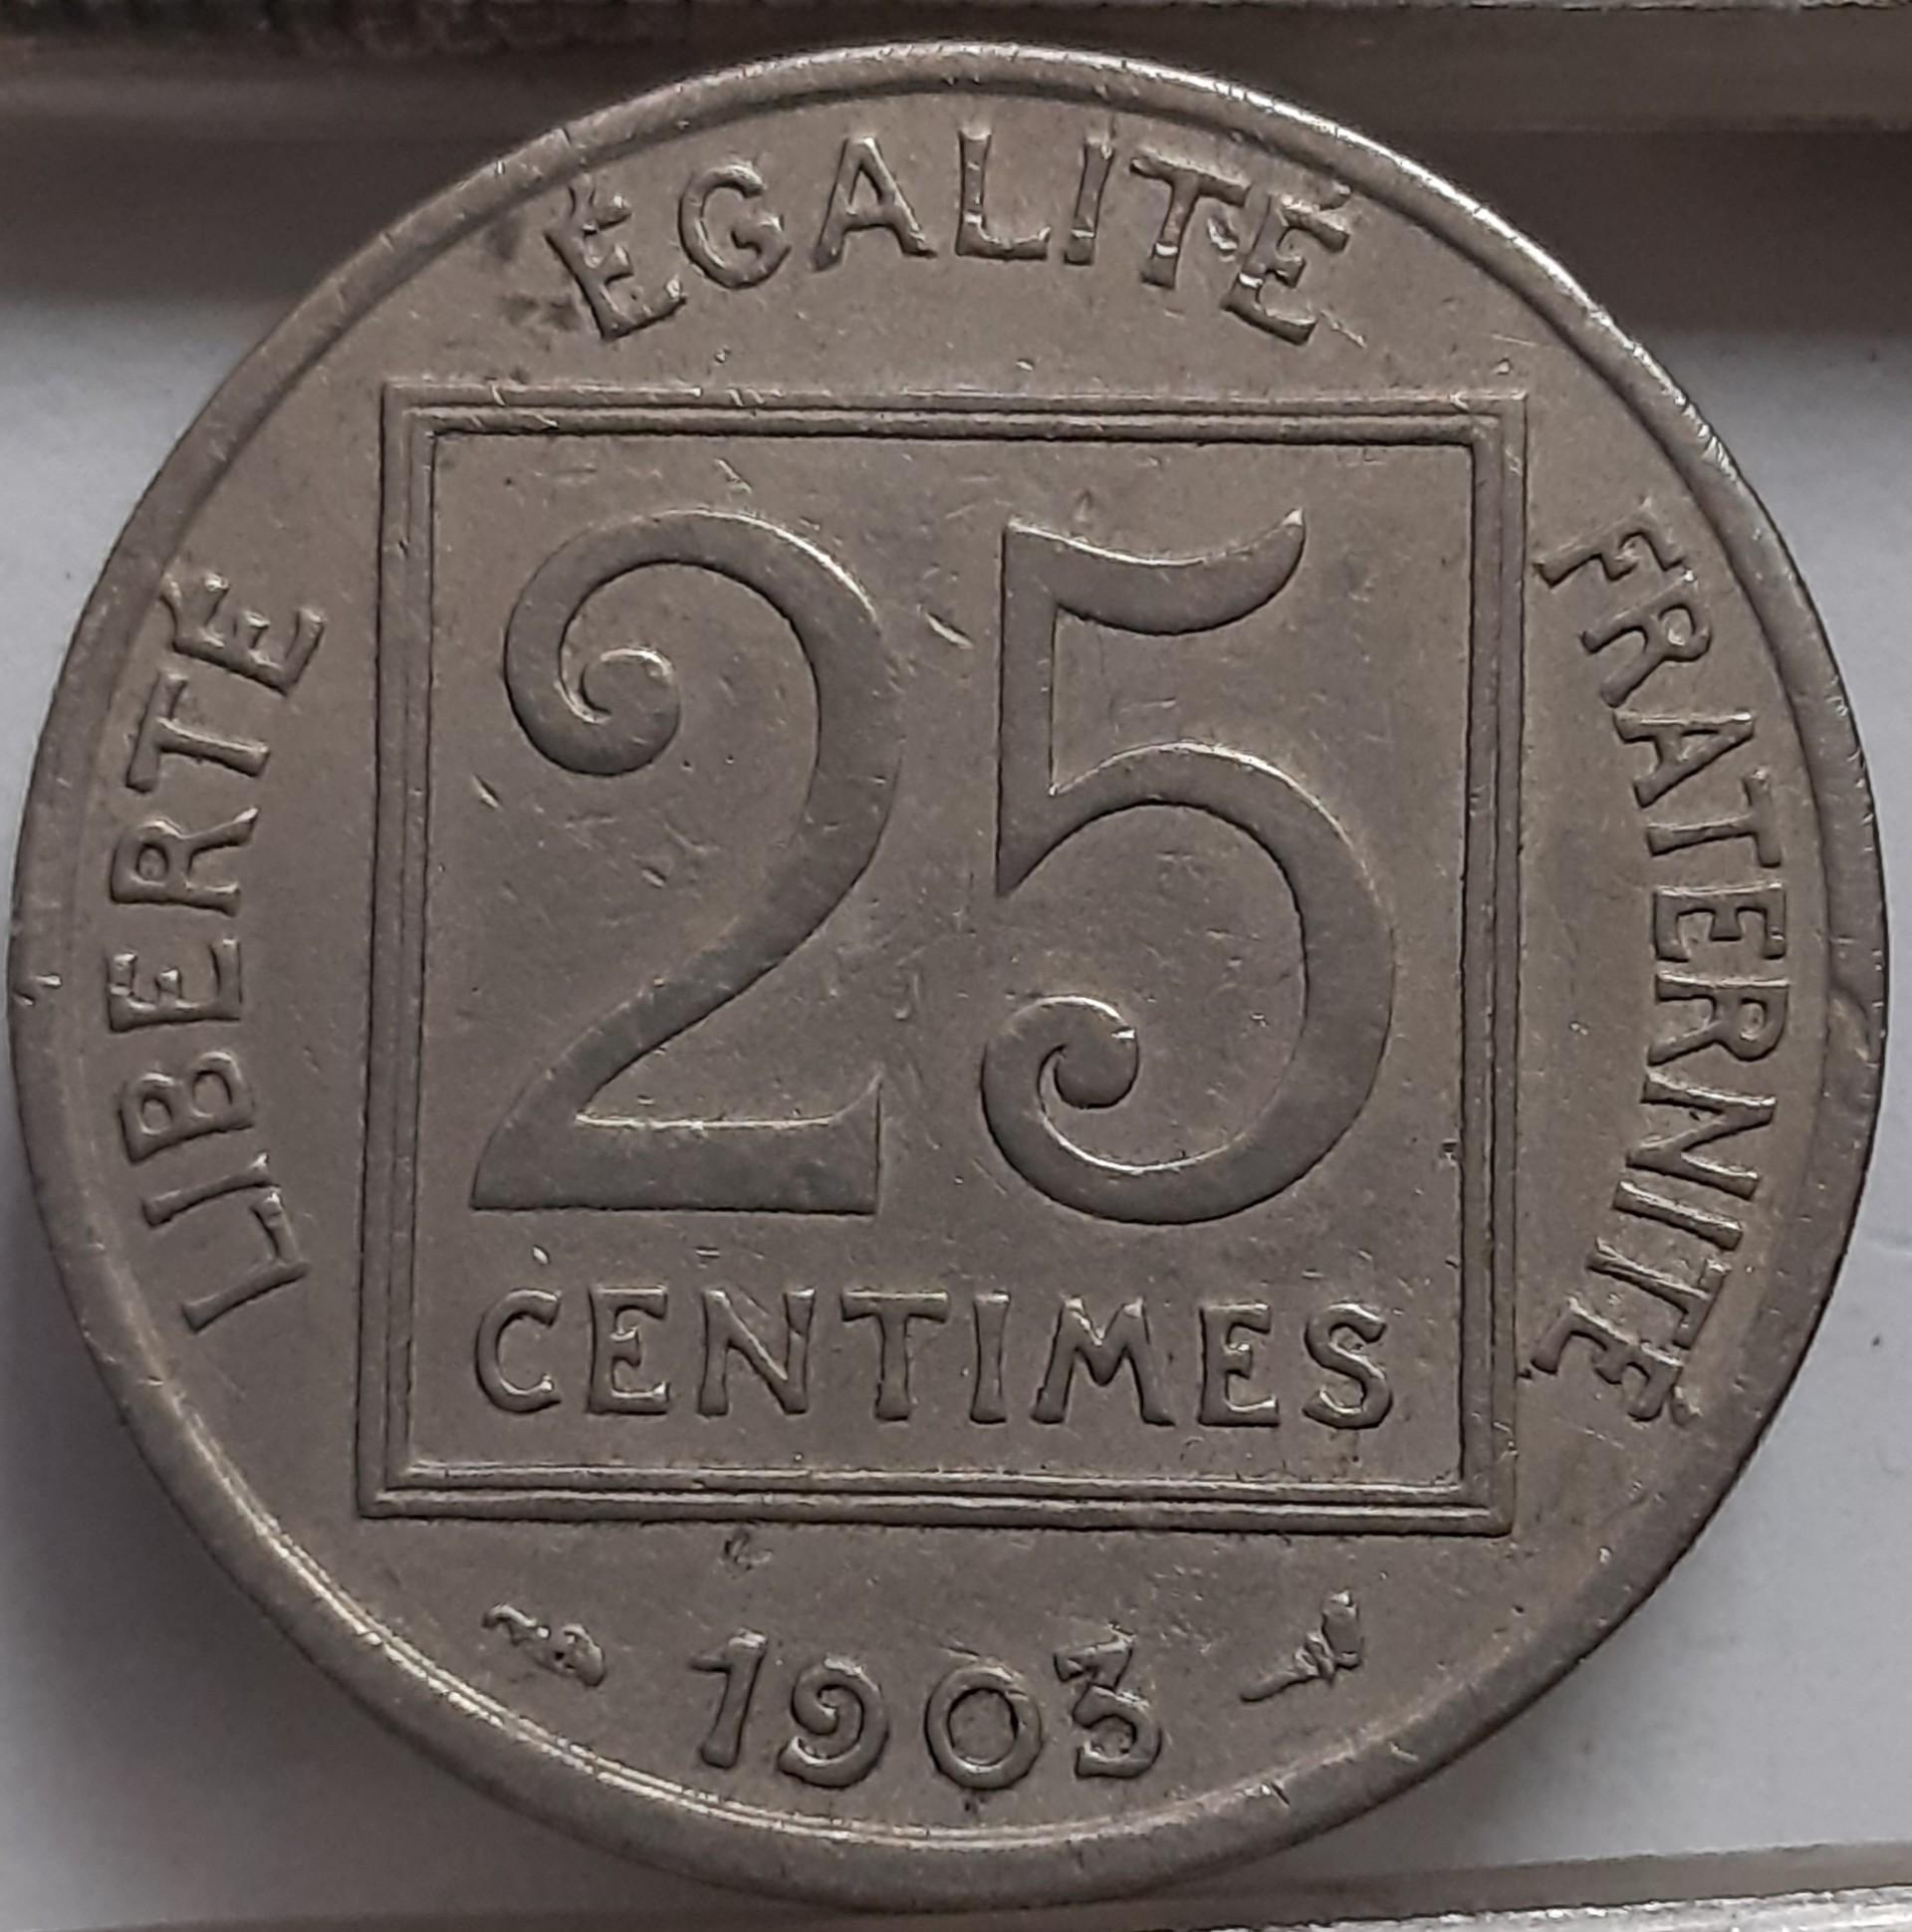 LIBERTÉ
ÉGALITÉ
FRATERNITÉ
25
CENTIMES
1903